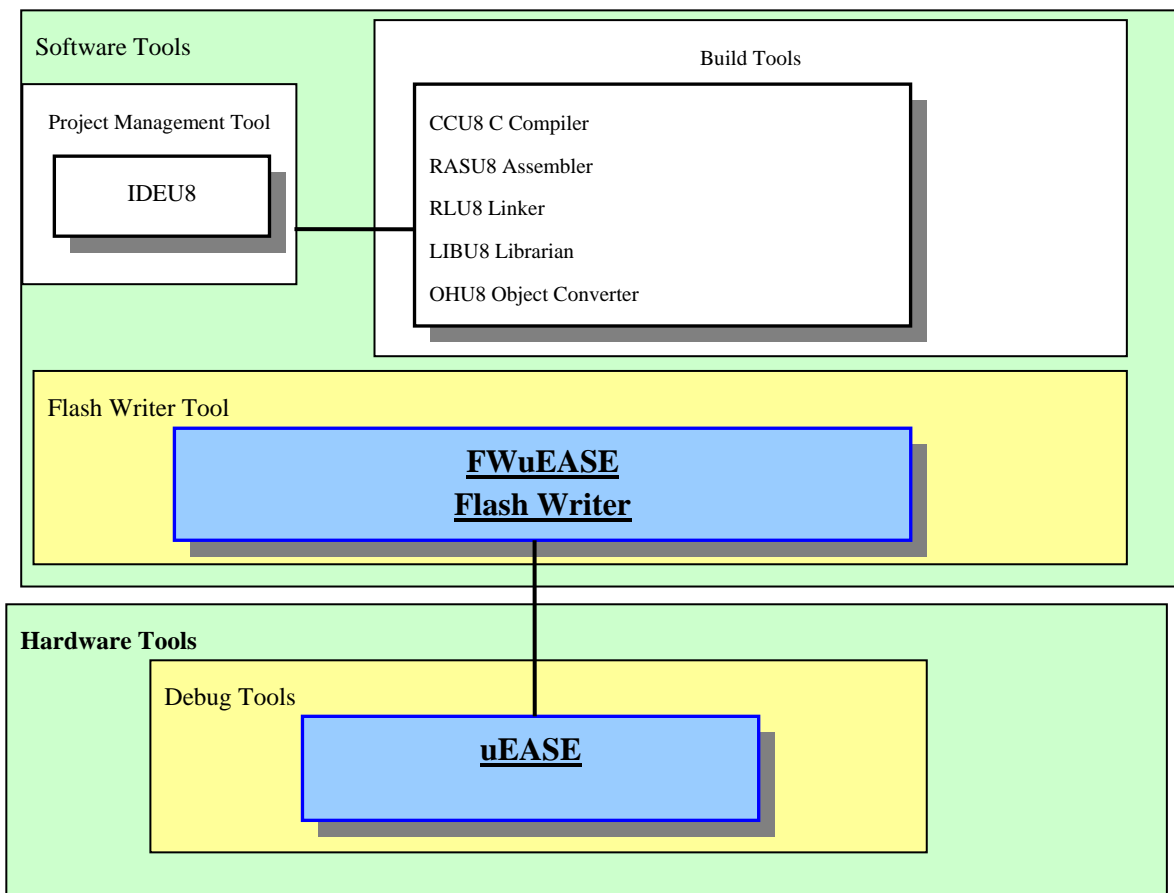 Software Tools
Build Tools
Project Management Tool
IDEU8
CCU8 C Compiler
RASU8 Assembler
RLU8 Linker
LIBU8 Librarian
OHU8 Object Converter
Flash Writer Tool
FWuEASE
Flash Writer
Hardware Tools
Debug Tools
uEASE